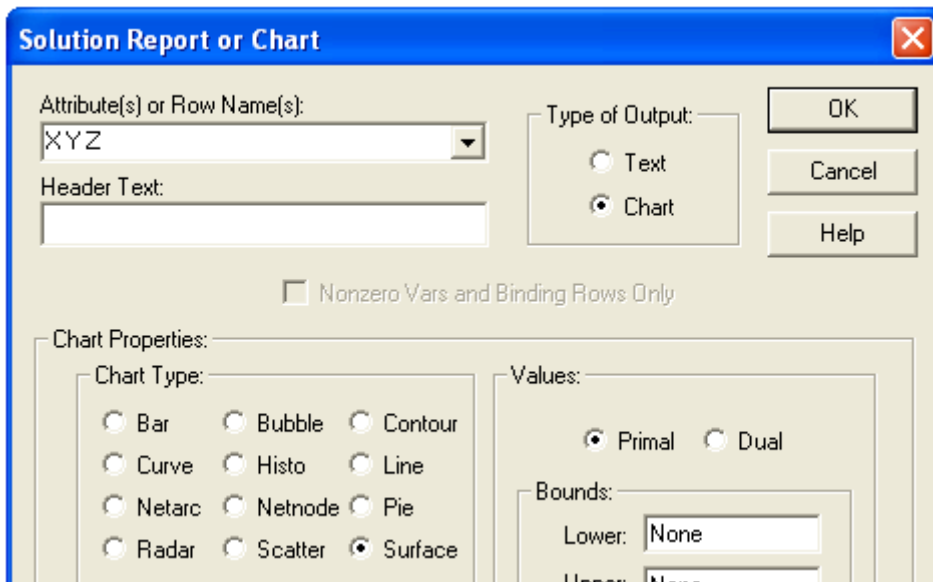 Solution Report or Chart
Attribute(s) or Row Name(s):
XYZ
Header Text:
Type of Output:
Text
Chart
OK
Cancel
Help
Nonzero Vars and Binding Rows Only
Chart Properties:
Chart Type:
Bar Bubble Contour
Curve Histo Line
Netarc Netnode Pie
Radar Scatter Surface
Values:
Primal Dual
Bounds:
Lower: None
Upper: None